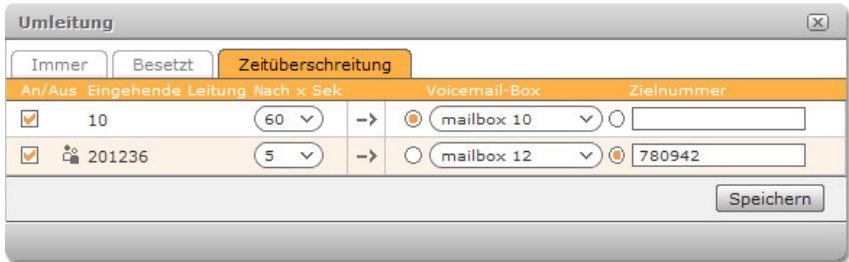 Umleitung
Immer Besetzt Zeitüberschreitung
An/Aus Eingehende Leitung Nach x Sek Voicemail-Box Zielnummer
10 60 –> mailbox 10
201236 5 –> mailbox 12 780942
Speichern